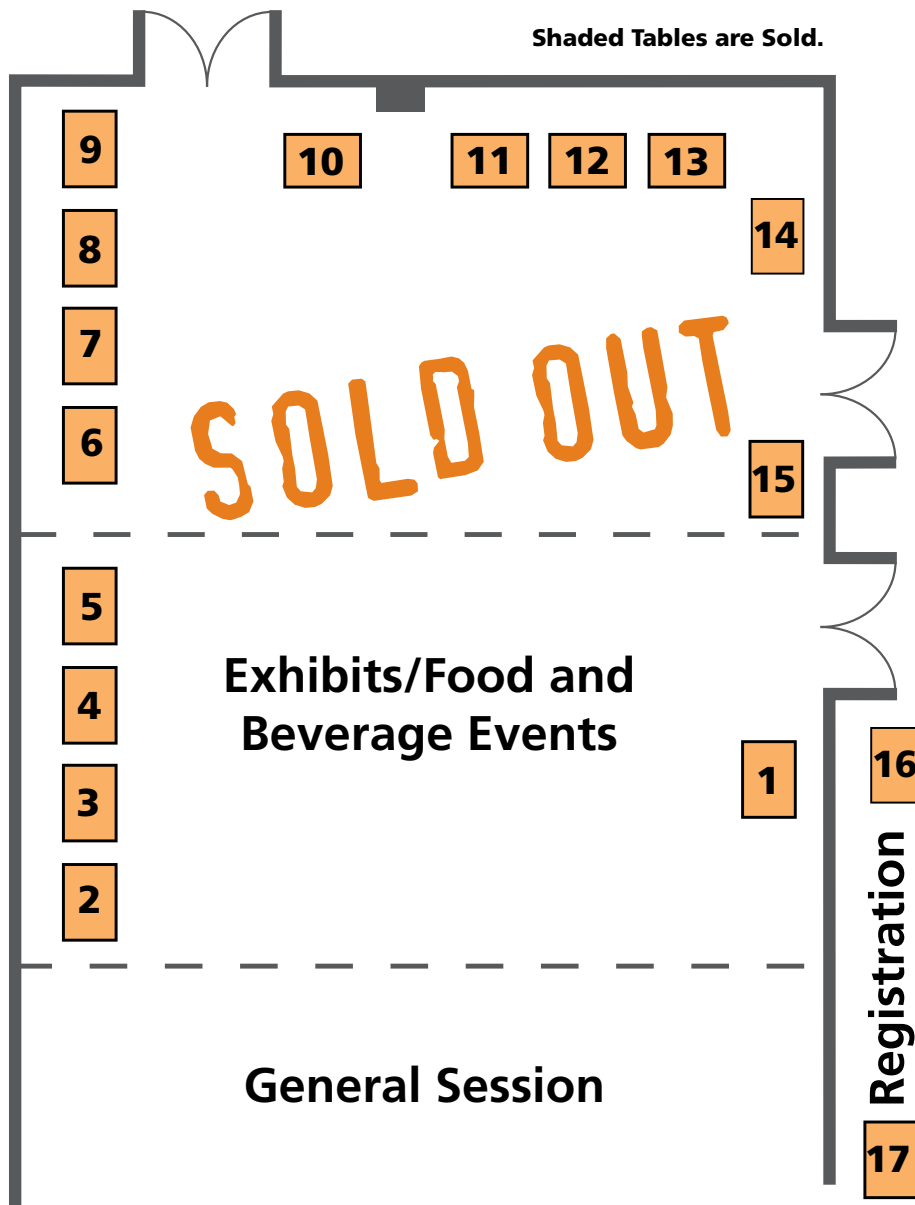 Shaded Tables are Sold.
9
10
11
12
13
8
14
7
6
SOLD OUT
15
5
Exhibits/Food and
Beverage Events
4
1
16
3
2
Registration
General Session
17